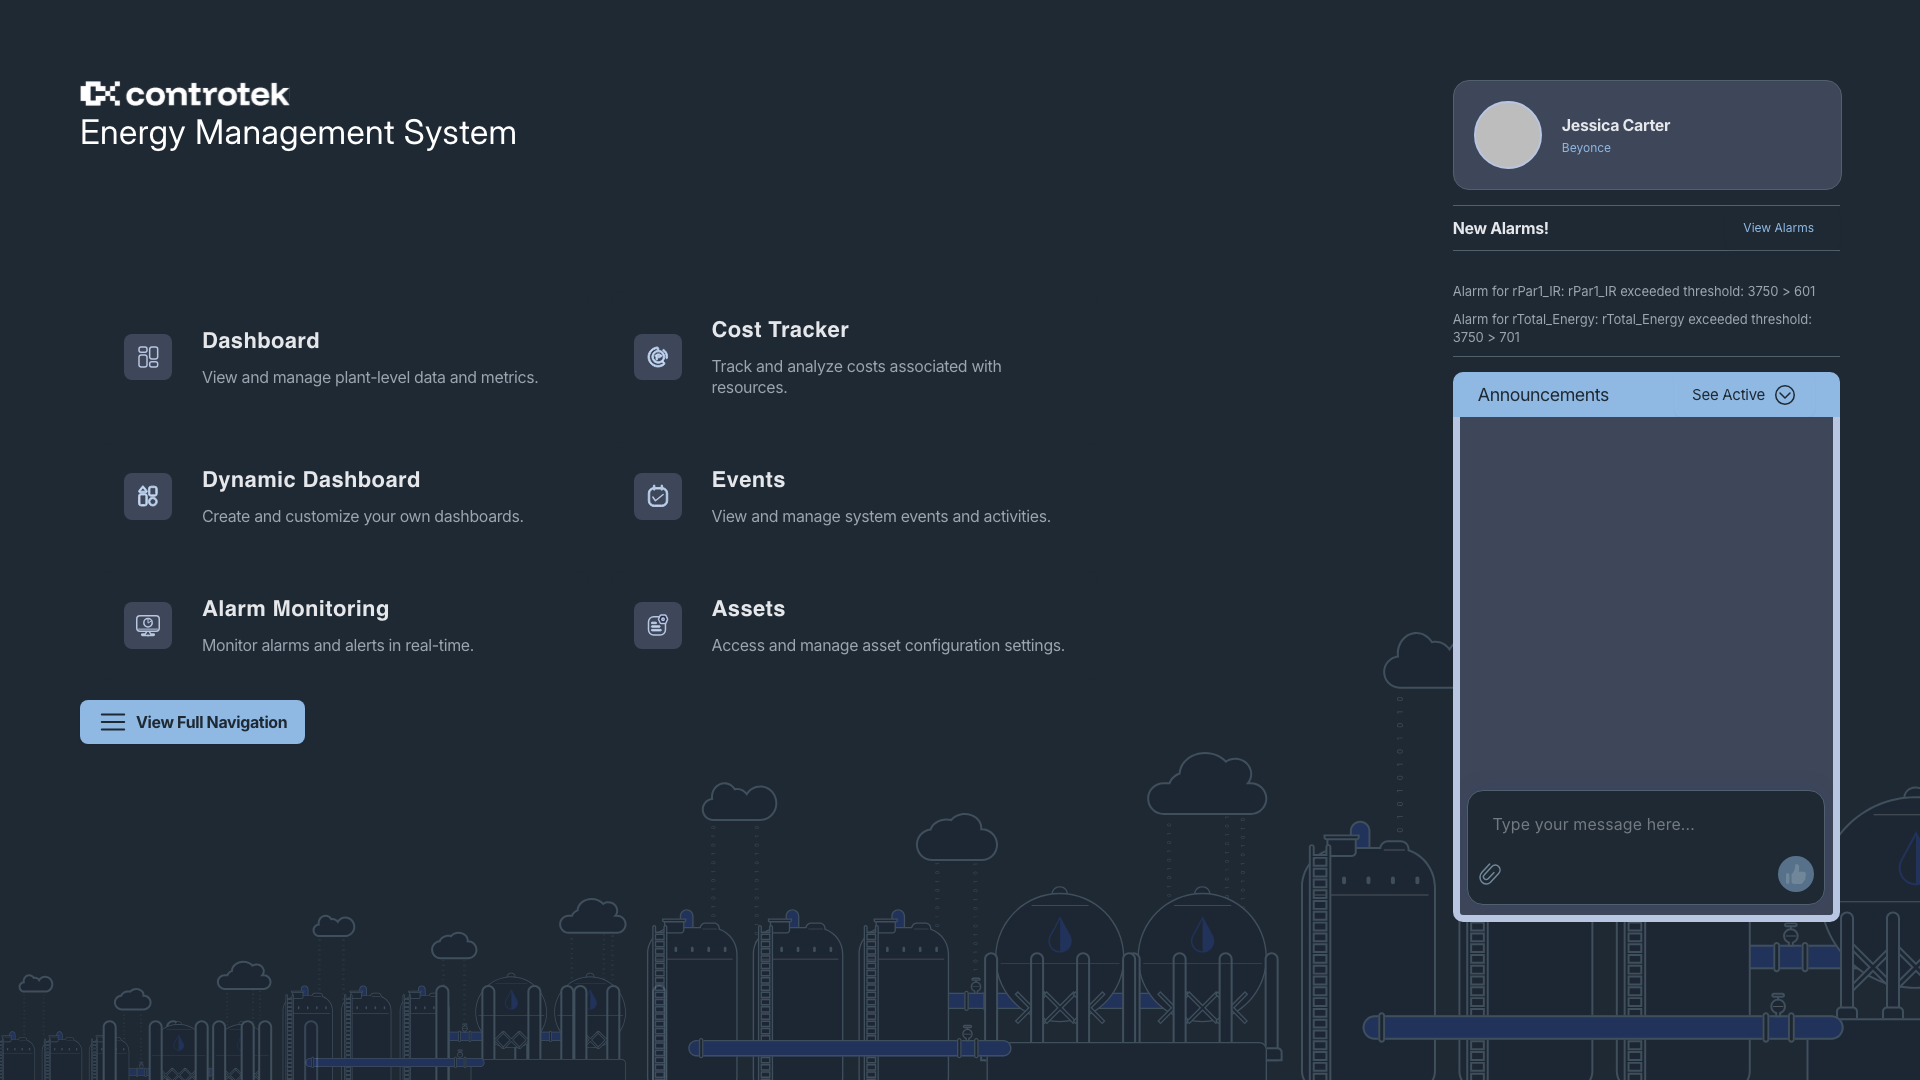 controtek
Energy Management System
Jessica Carter
Beyonce
New Alarms!
View Alarms
Alarm for rPar1_IR: rPar1_IR exceeded threshold: 3750 > 601
Alarm for rTotal_Energy: rTotal_Energy exceeded threshold:
3750 > 701
Dashboard
View and manage plant-level data and metrics.
Cost Tracker
Track and analyze costs associated with
resources.
Dynamic Dashboard
Create and customize your own dashboards.
Events
View and manage system events and activities.
Alarm Monitoring
Monitor alarms and alerts in real-time.
Assets
Access and manage asset configuration settings.
View Full Navigation
Announcements
See Active
Type your message here...